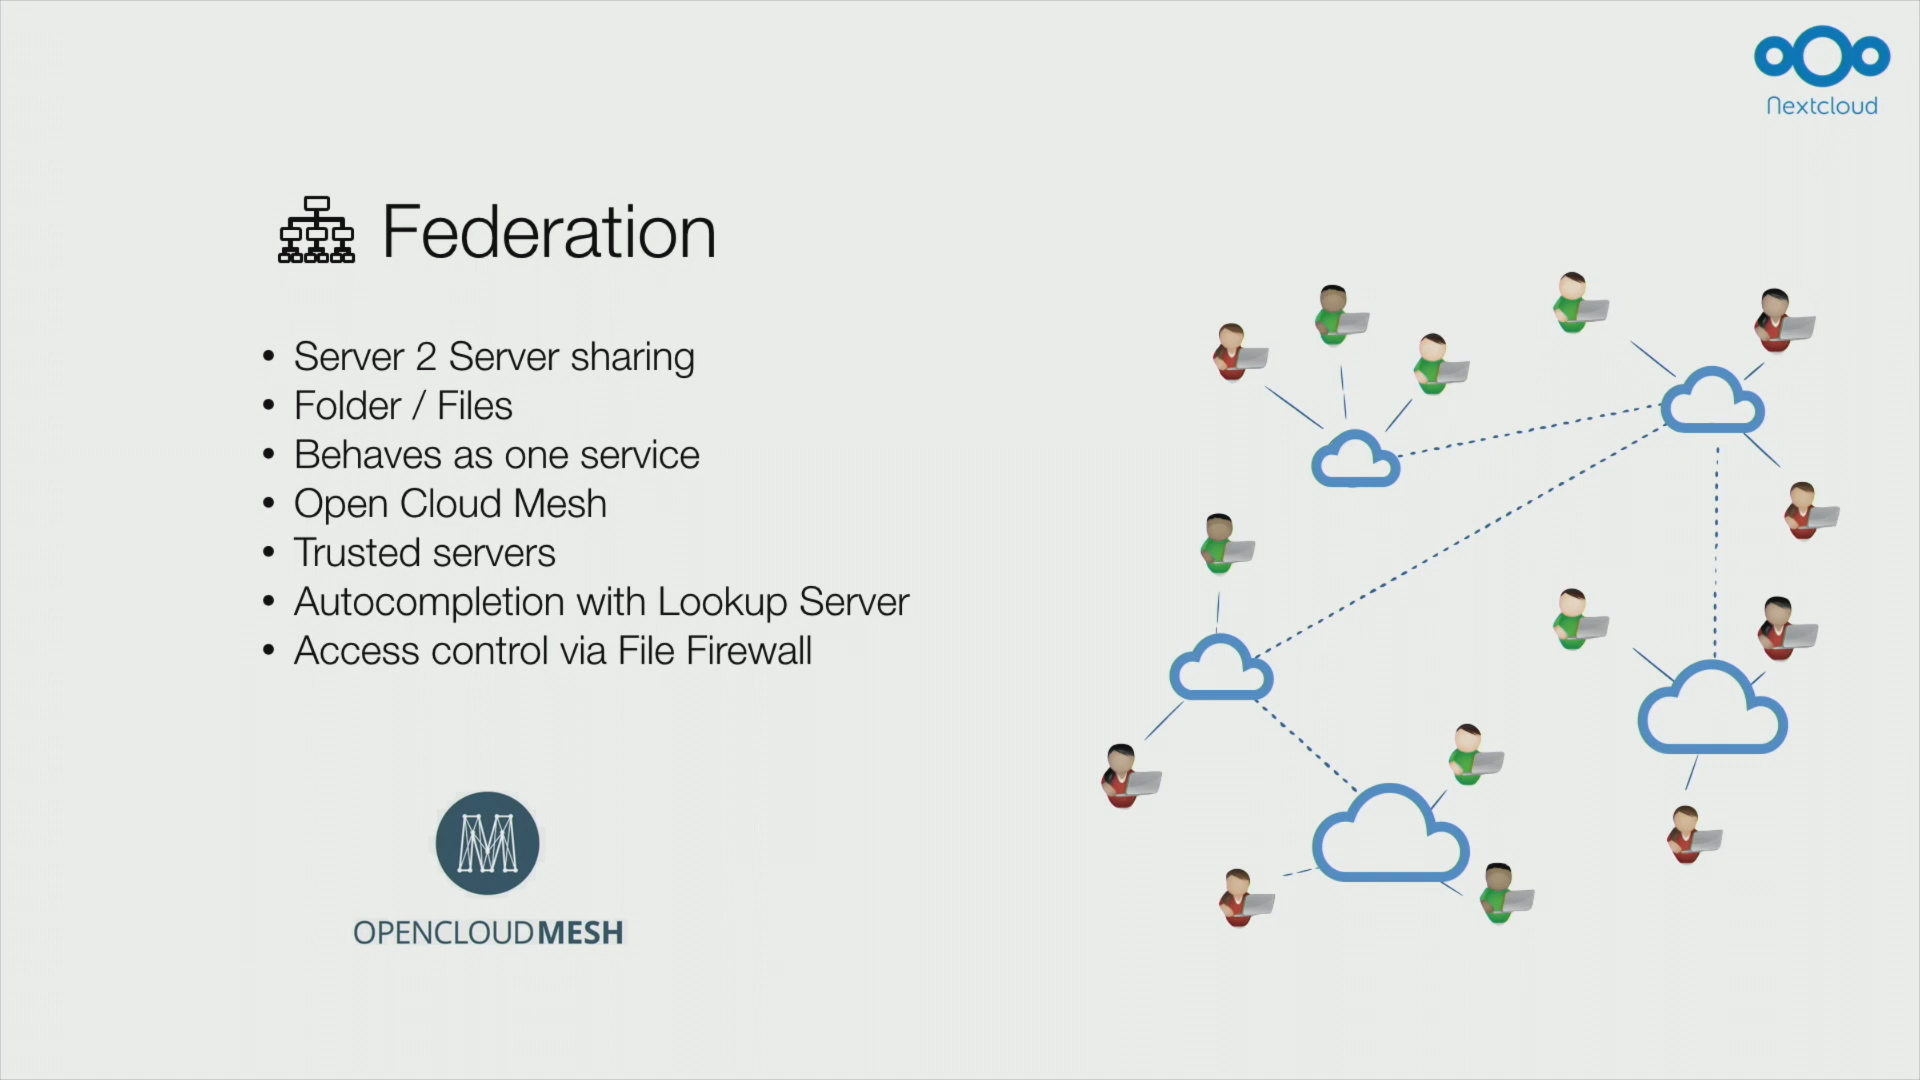 Nextcloud
Federation
• Server 2 Server sharing
• Folder / Files
• Behaves as one service
• Open Cloud Mesh
• Trusted servers
• Autocompletion with Lookup Server
• Access control via File Firewall
M
OPENCLOUDMESH